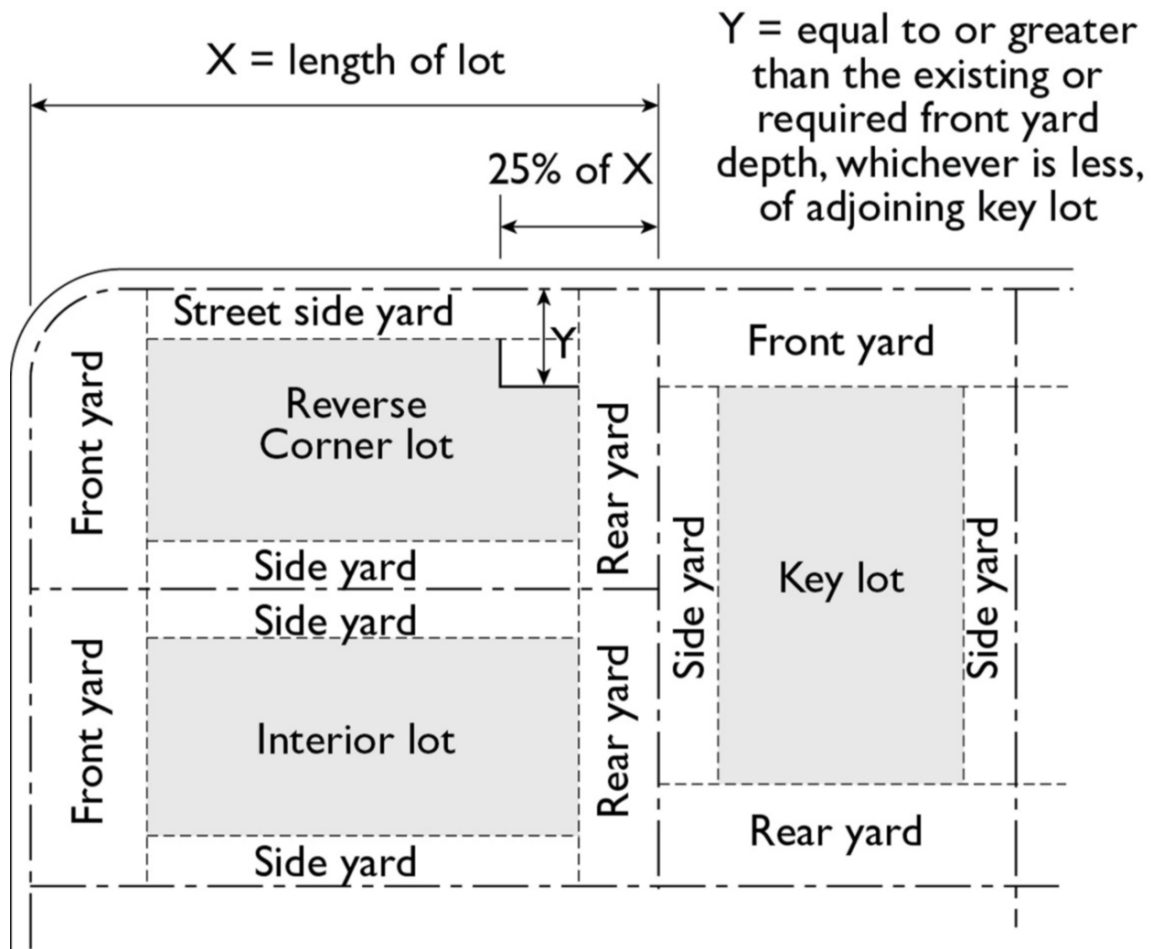 X = length of lot
Y = equal to or greater
than the existing or
required front yard
depth, whichever is less,
of adjoining key lot
25% of X
Street side yard
Y
Front yard
Front yard
Reverse
Corner lot
Rear yard
Side yard
Side yard
Key lot
Side yard
Side yard
Front yard
Interior lot
Rear yard
Side yard
Rear yard